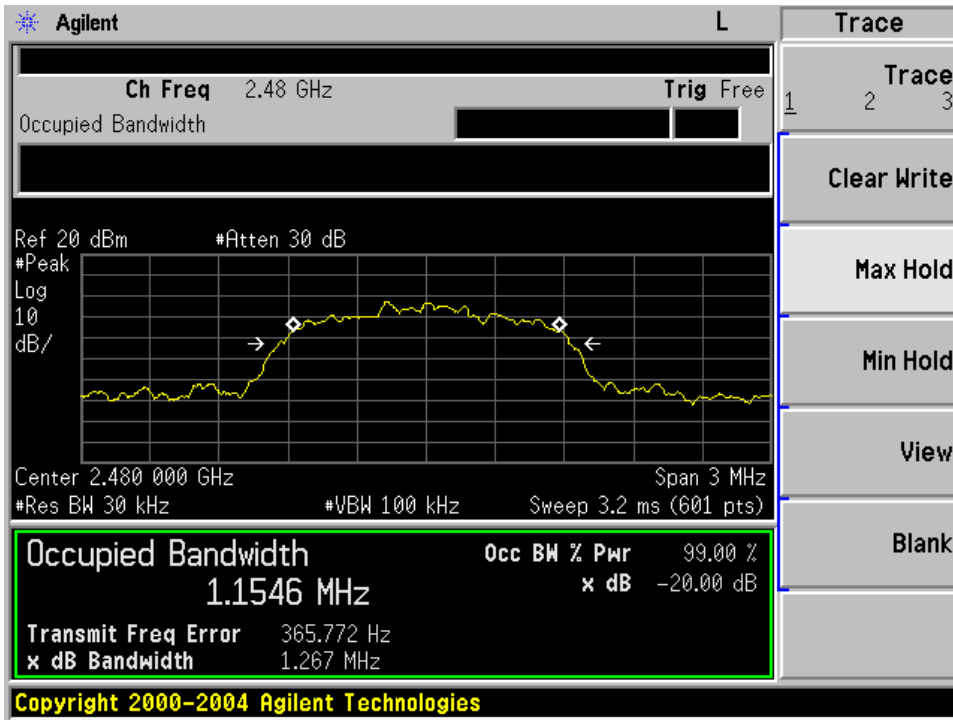 Agilent L Trace
Ch Freq 2.48 GHz Trig Free
Occupied Bandwidth
Trace
1 2 3
Clear Write
Ref 20 dBm #Atten 30 dB
#Peak
Log
10
dB/
Max Hold
Min Hold
View
Center 2.480 000 GHz Span 3 MHz
#Res BW 30 kHz #VBW 100 kHz Sweep 3.2 ms (601 pts)
Blank
Occupied Bandwidth Occ BW % Pwr 99.00 %
1.1546 MHz x dB -20.00 dB
Transmit Freq Error 365.772 Hz
x dB Bandwidth 1.267 MHz
Copyright 2000-2004 Agilent Technologies